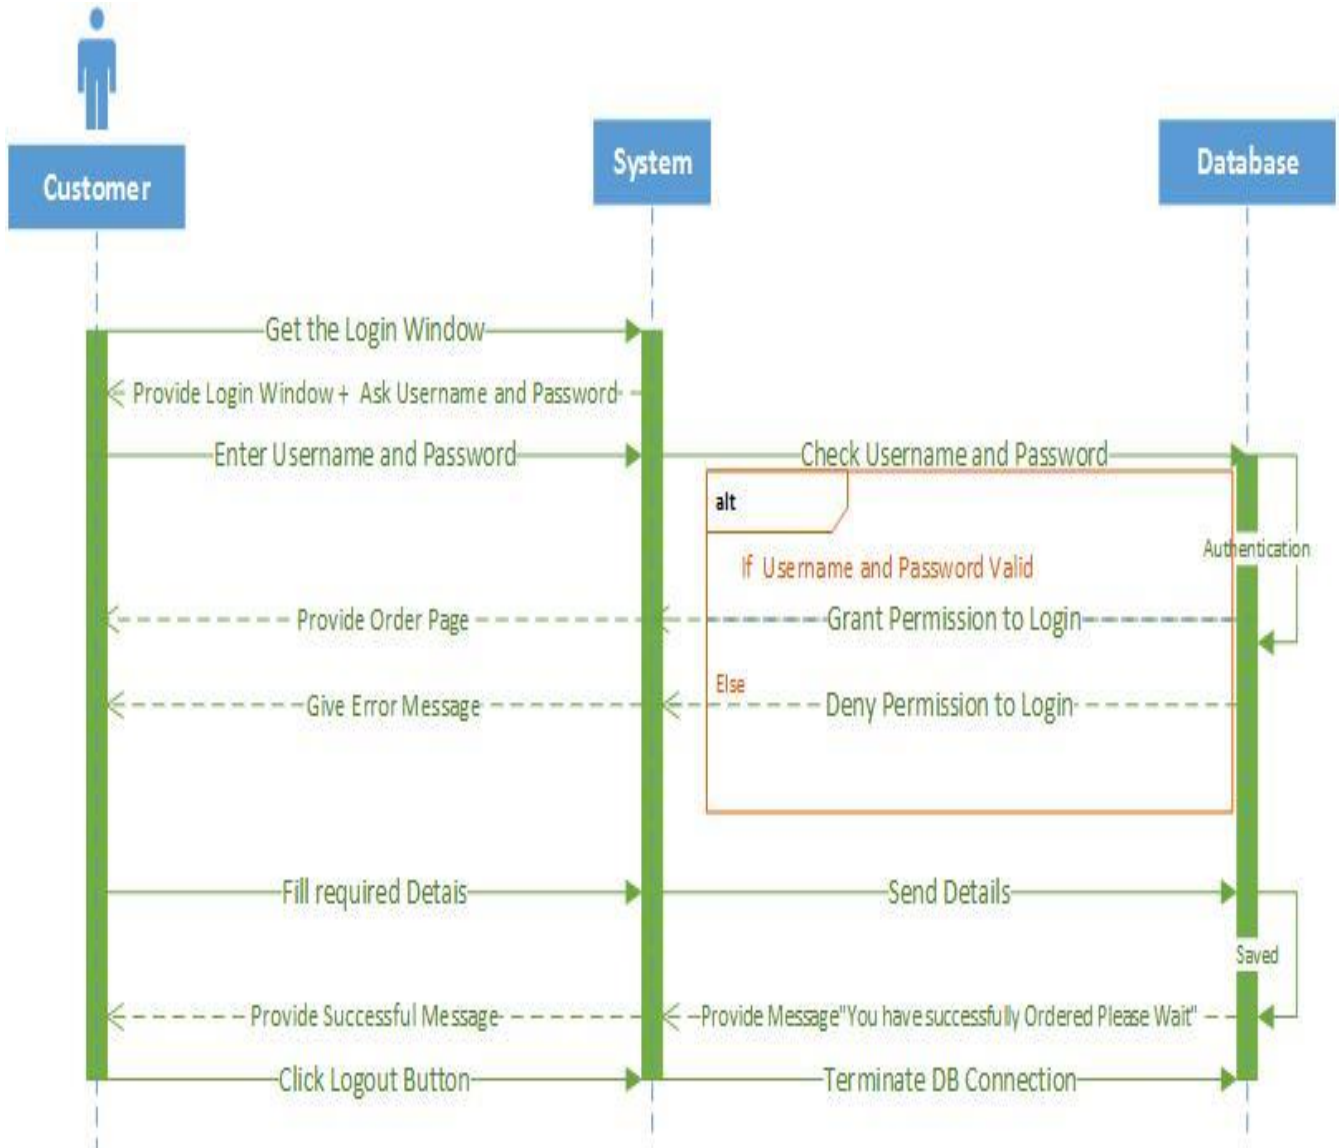 Customer
System
Database
Get the Login Window
Provide Login Window + Ask Username and Password
Enter Username and Password
Check Username and Password
alt
Authentication
If Username and Password Valid
Provide Order Page
Grant Permission to Login
Else
Give Error Message
Deny Permission to Login
Fill required Detais
Send Details
Saved
Provide Successful Message
Provide Message"You have successfully Ordered Please Wait"
Click Logout Button
Terminate DB Connection